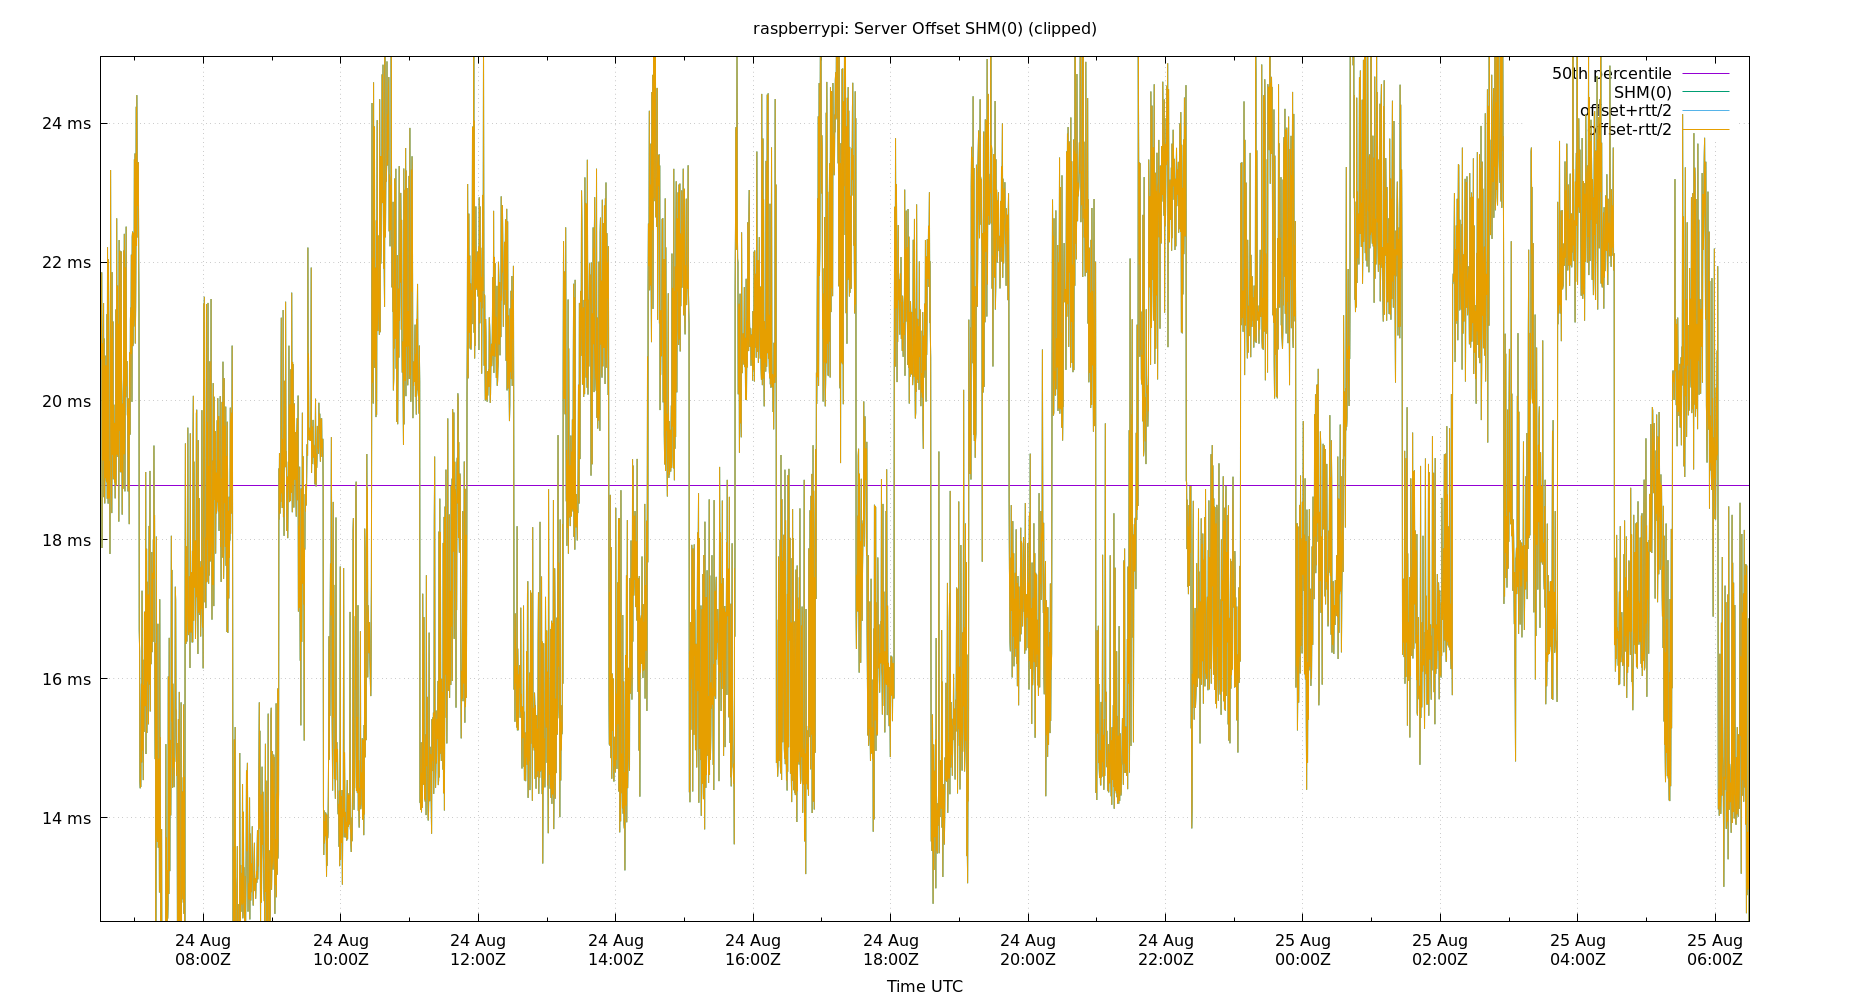 raspberrypi: Server Offset SHM(0) (clipped)
50th percentile
SHM(0)
offset+rtt/2
offset-rtt/2
24 ms
22 ms
20 ms
18 ms
16 ms
14 ms
24 Aug 24 Aug 24 Aug 24 Aug 24 Aug 24 Aug 24 Aug 24 Aug 25 Aug 25 Aug 25 Aug 25 Aug
08:00Z 10:00Z 12:00Z 14:00Z 16:00Z 18:00Z 20:00Z 22:00Z 00:00Z 02:00Z 04:00Z 06:00Z
Time UTC